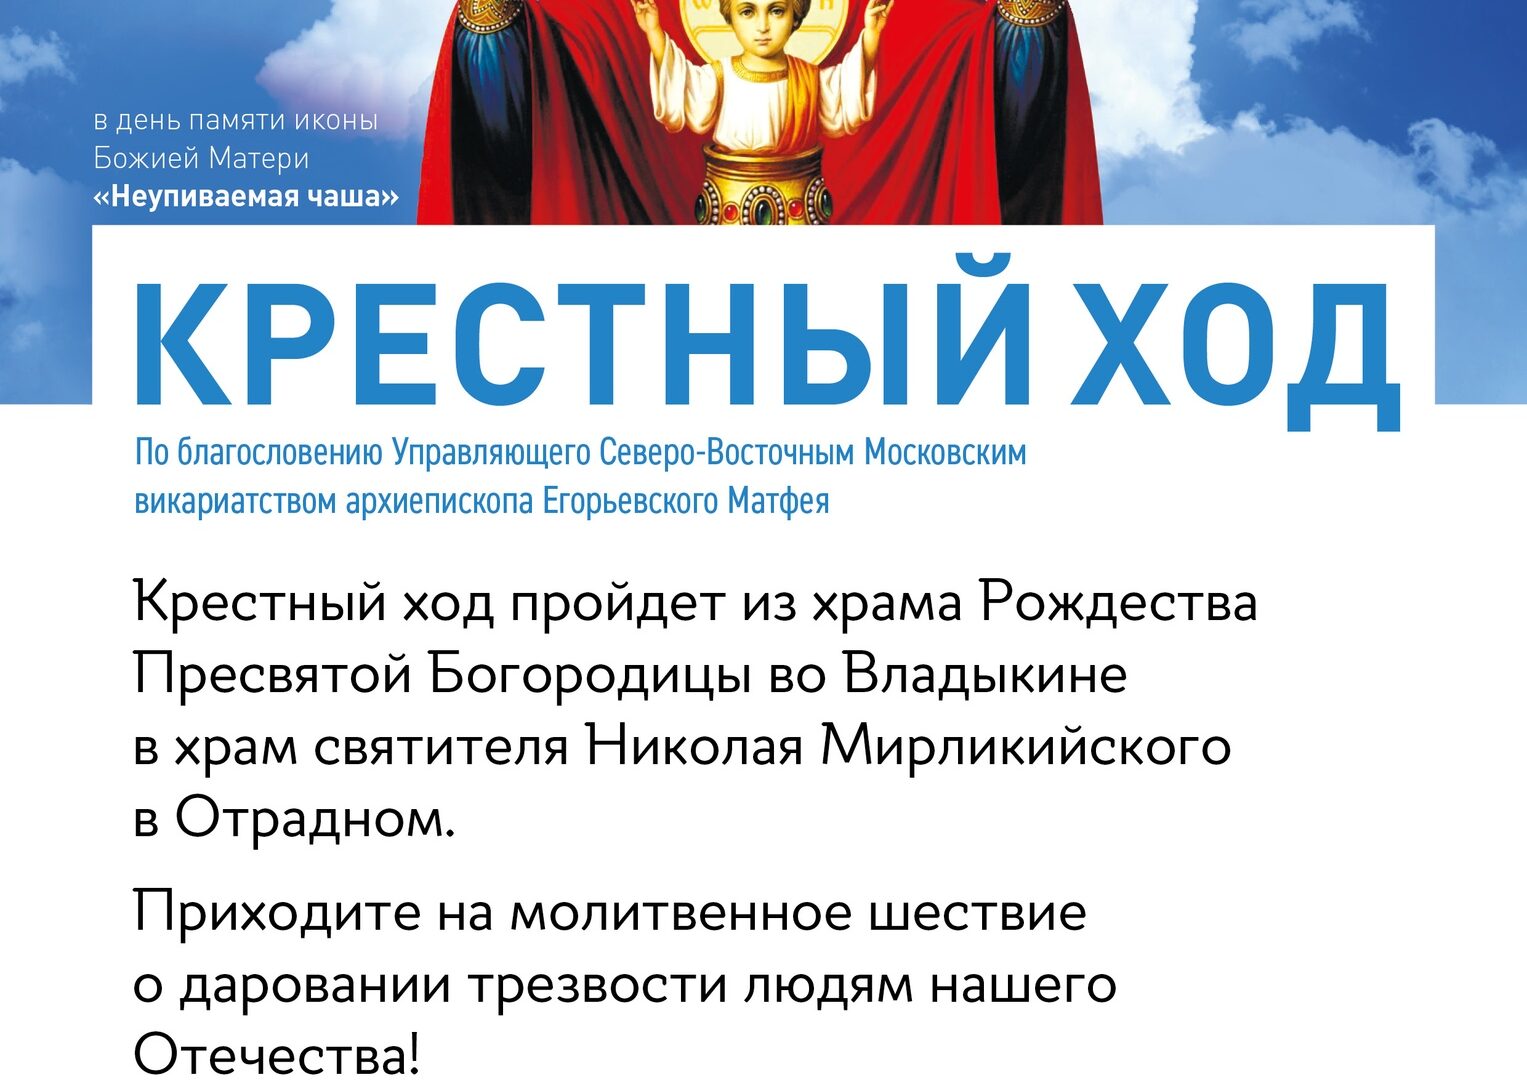 в день памяти иконы
Божией Матери
«Неупиваемая чаша»
КРЕСТНЫЙ ХОД
По благословению Управляющего Северо-Восточным Московским
викариатством архиепископа Егорьевского Матфея
Крестный ход пройдет из храма Рождества
Пресвятой Богородицы во Владыкине
в храм святителя Николая Мирликийского
в Отрадном.
Приходите на молитвенное шествие
о даровании трезвости людям нашего
Отечества!